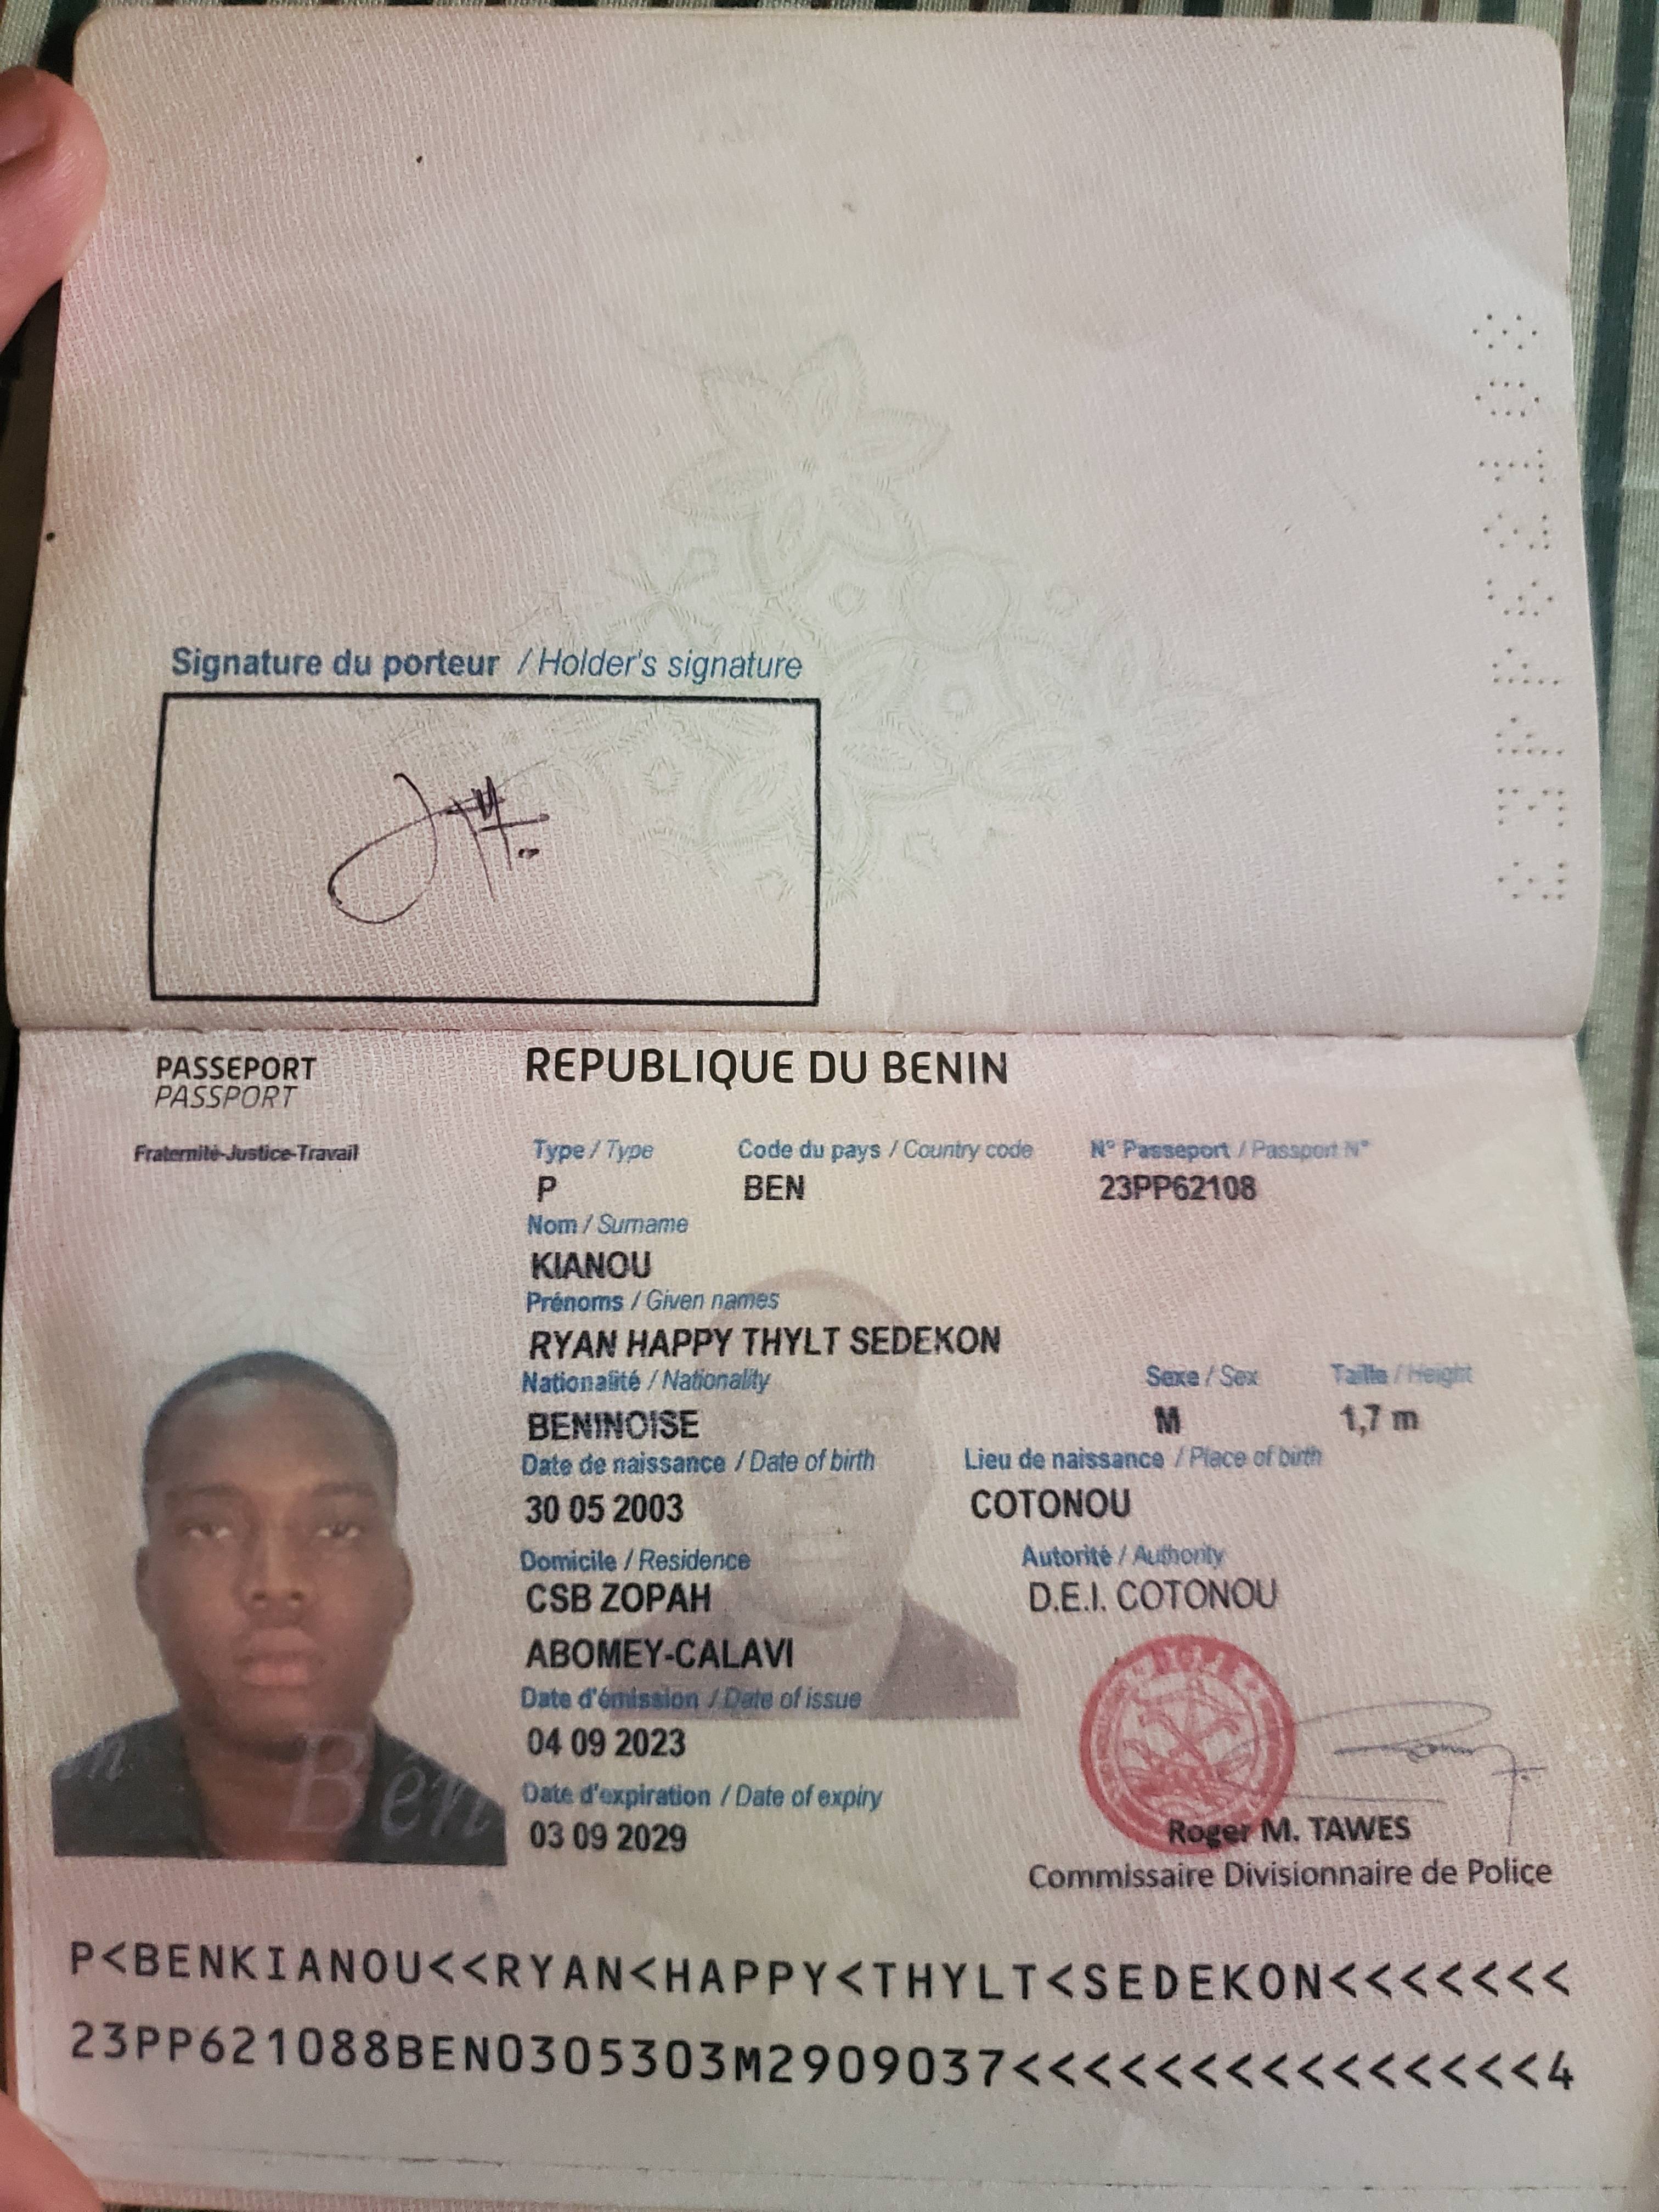 Signature du porteur / Holder's signature
PASSEPORT
PASSPORT
REPUBLIQUE DU BENIN
Fraternité-Justice-Travail
Type / Type Code du pays / Country code N° Passeport / Passport N°
P BEN 23PP62108
Nom / Surname
KIANOU
Prénoms / Given names
RYAN HAPPY THYLT SEDEKON
Nationalité / Nationality Sexe / Sex Taille / Height
BENINOISE M 1,7 m
Date de naissance / Date of birth Lieu de naissance / Place of birth
30 05 2003 COTONOU
Domicile / Residence Autorité / Authority
CSB ZOPAH D.E.I. COTONOU
ABOMEY-CALAVI
Date d'émission / Date of issue
04 09 2023
Date d'expiration / Date of expiry
03 09 2029
Roger M. TAWES
Commissaire Divisionnaire de Police
Bén
P<BENKIANOU<<RYAN<HAPPY<THYLT<SEDEKON<<<<<<<
23PP621088BEN0305303M2909037<<<<<<<<<<<<<<<4